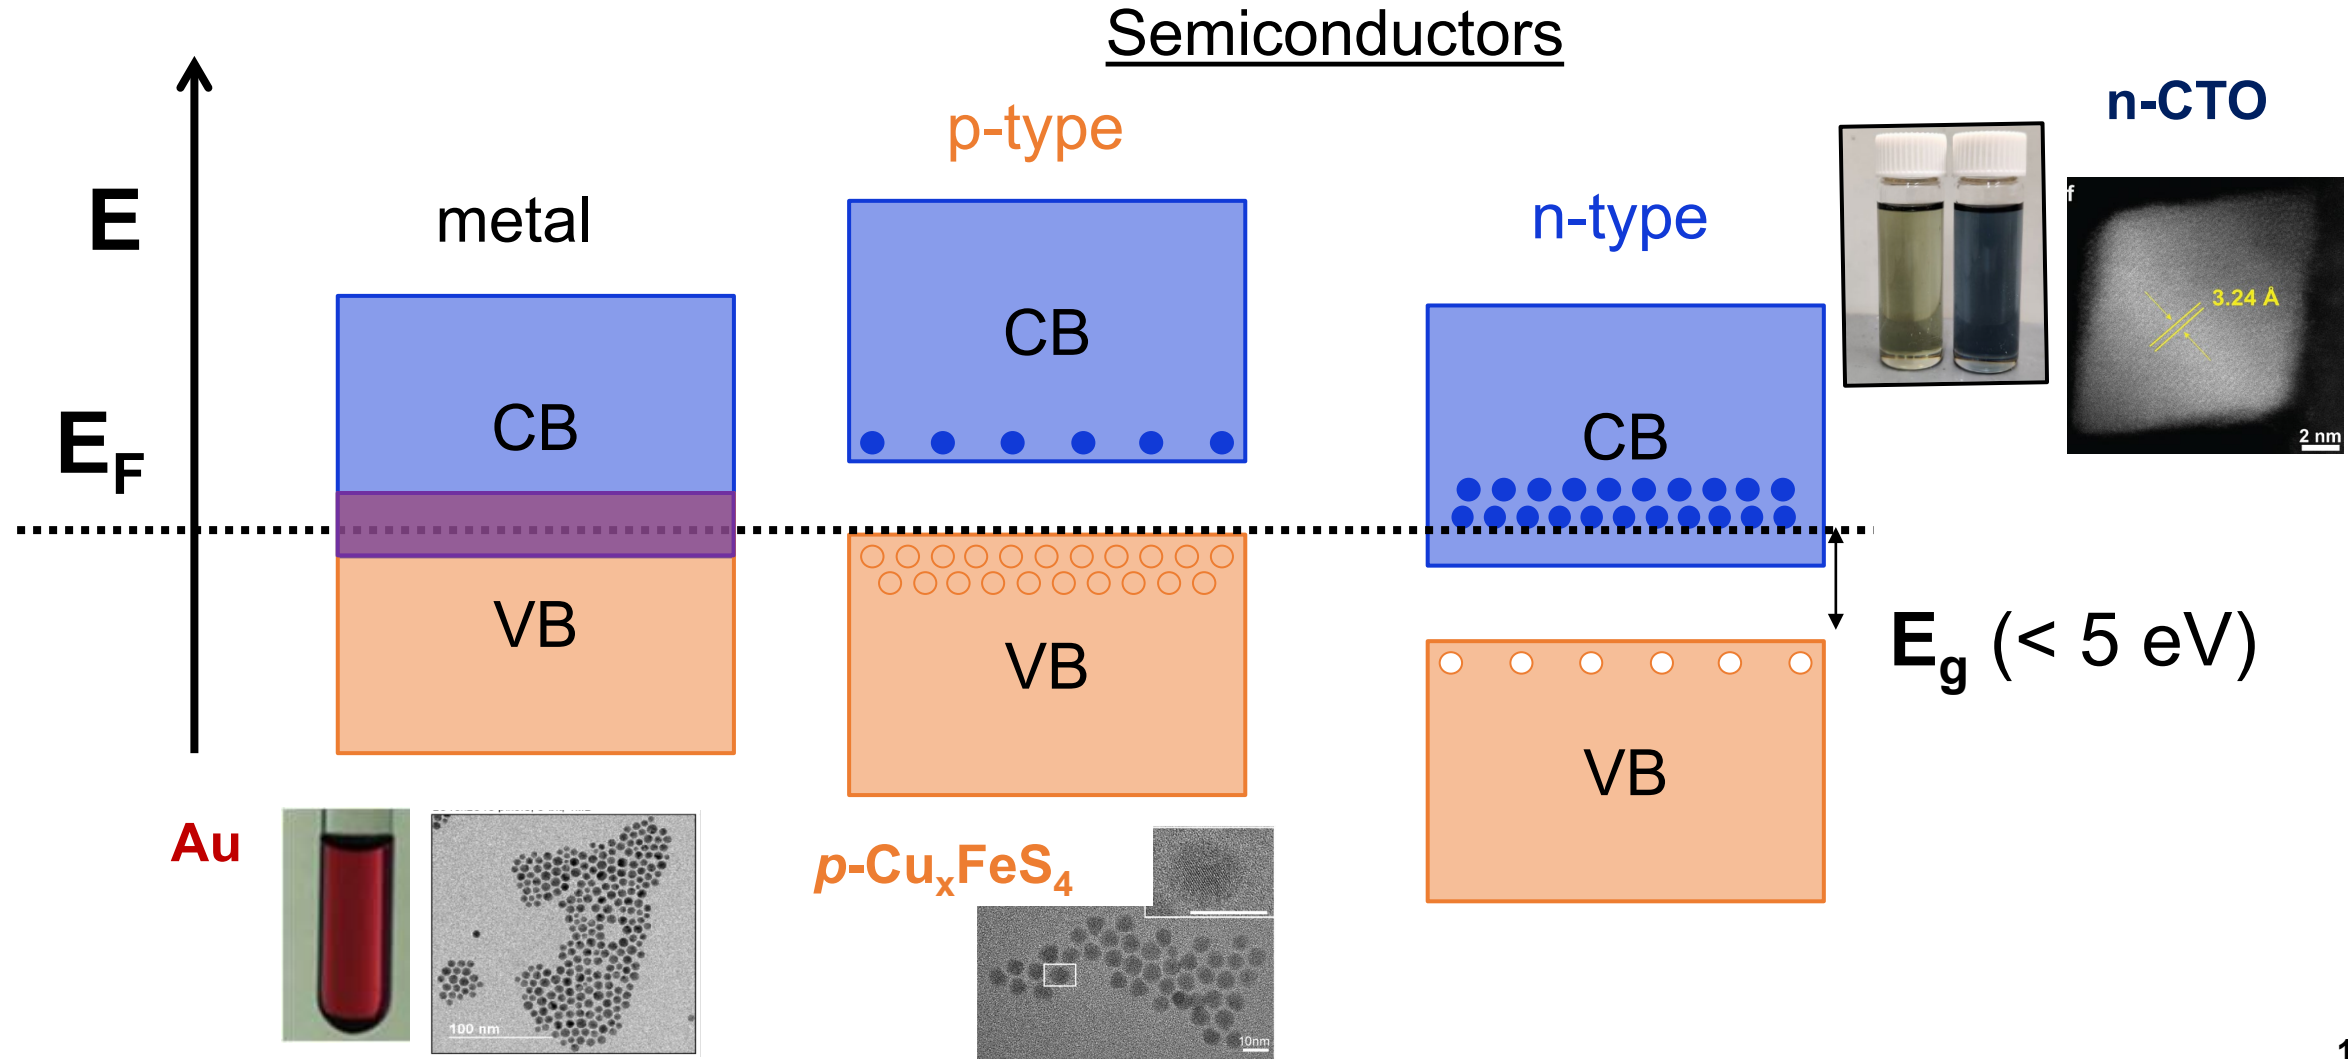 Semiconductors
n-CTO
p-type
E
metal
n-type
f
3.24 Å
CB
CB
CB
E_F
2 nm
VB
VB
E_g (< 5 eV)
VB
Au
p-Cu_xFeS_4
100 nm
10nm
1